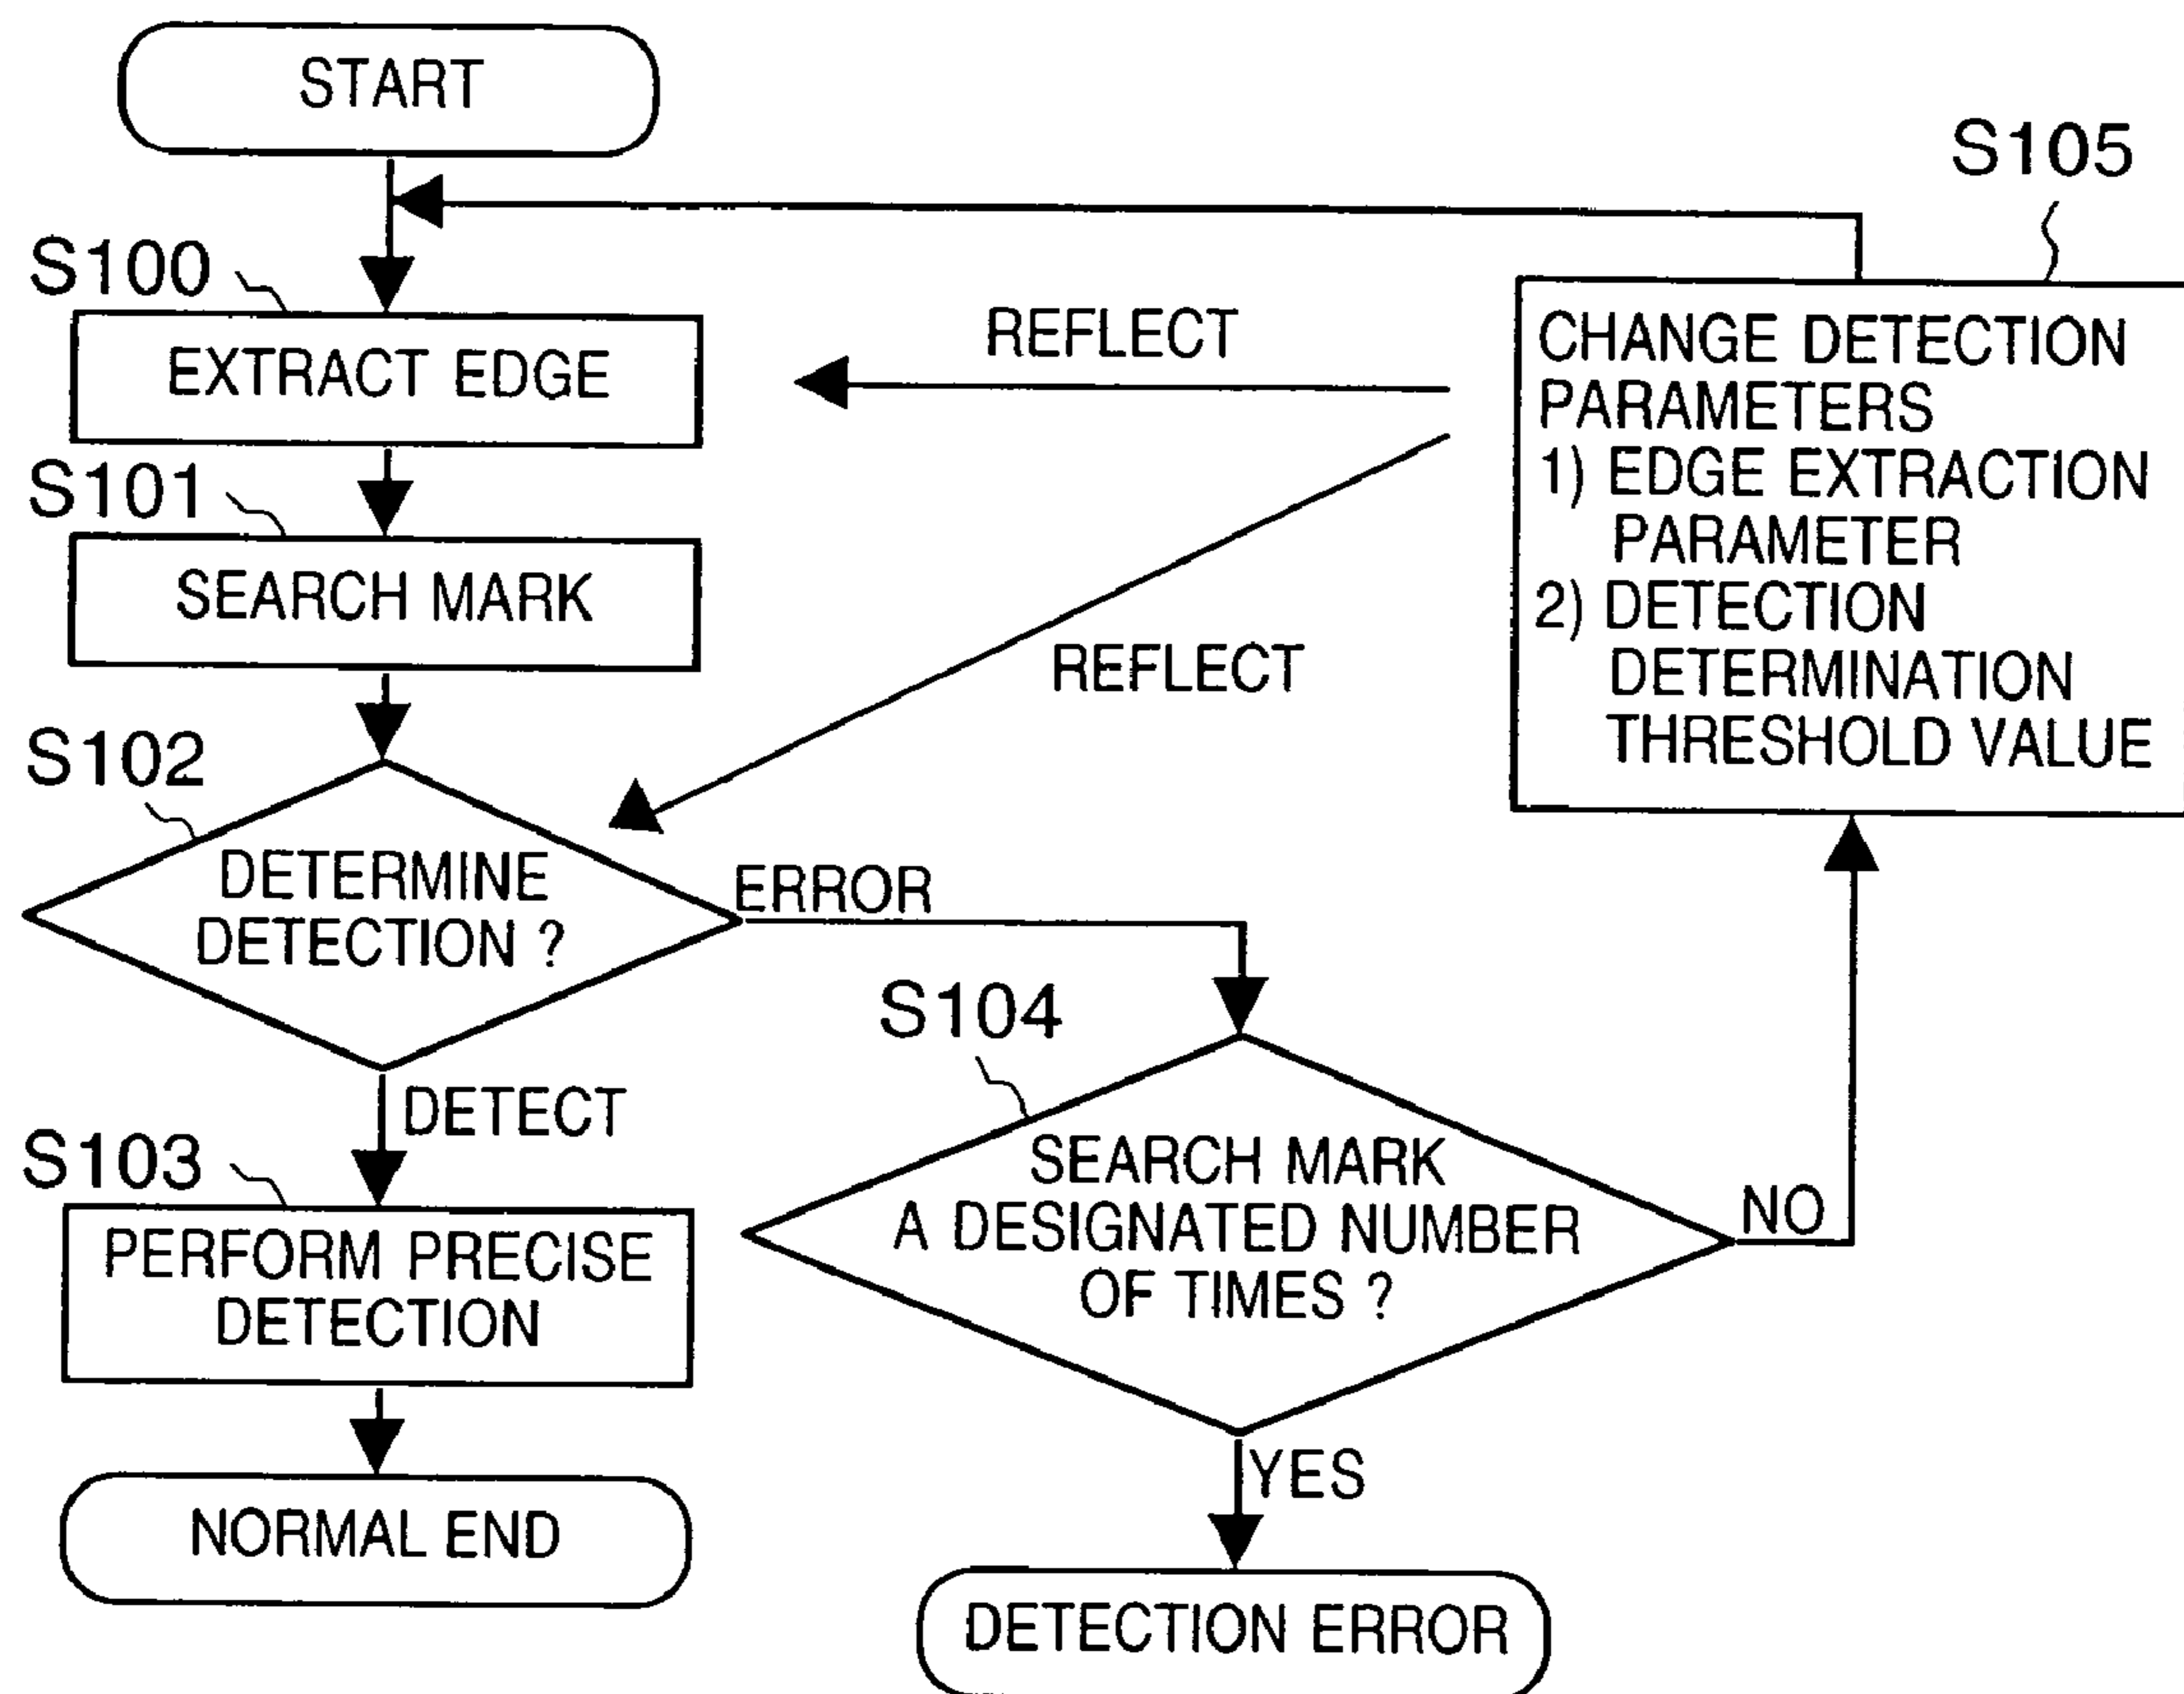 START
S105
S100
EXTRACT EDGE
REFLECT
CHANGE DETECTION
PARAMETERS
1) EDGE EXTRACTION
PARAMETER
2) DETECTION
DETERMINATION
THRESHOLD VALUE
S101
SEARCH MARK
REFLECT
S102
DETERMINE
DETECTION ?
ERROR
S104
SEARCH MARK
A DESIGNATED NUMBER
OF TIMES ?
NO
DETECT
S103
PERFORM PRECISE
DETECTION
YES
NORMAL END
DETECTION ERROR